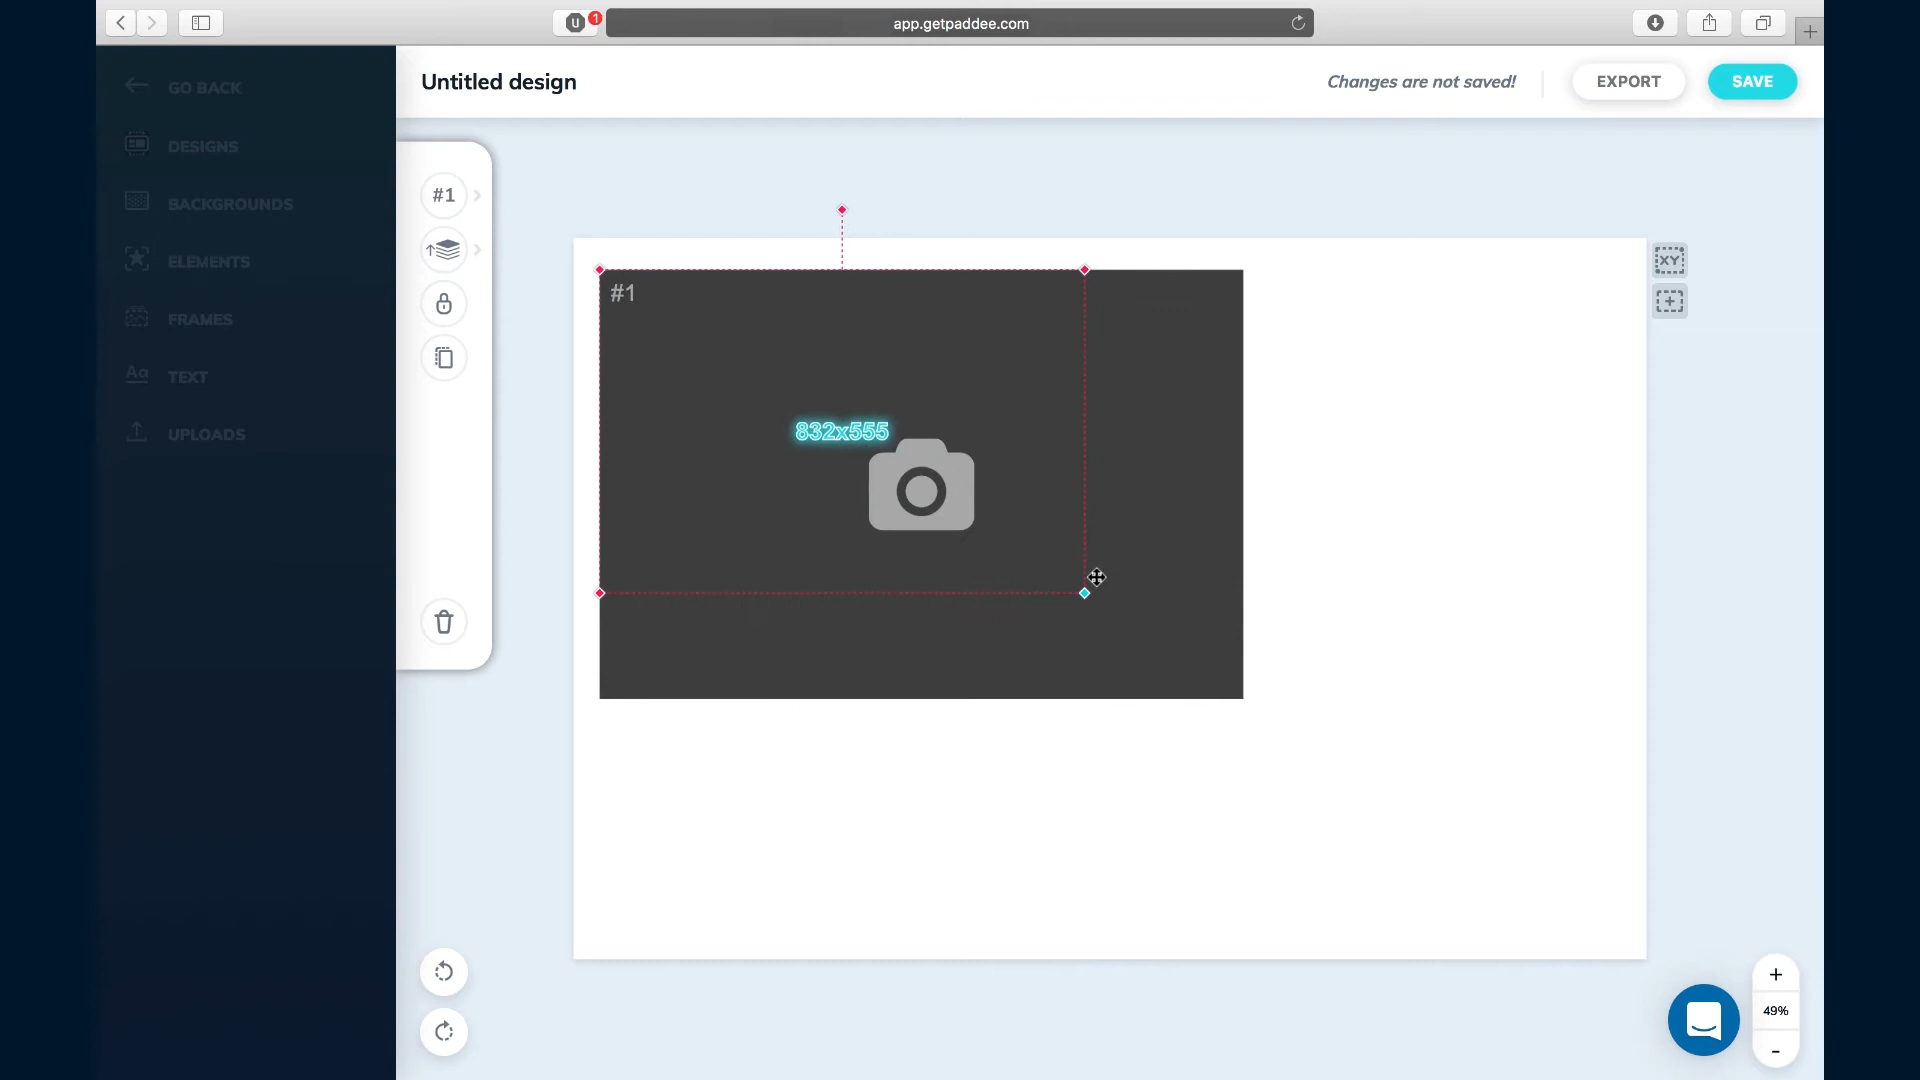 U
1
app.getpaddee.com
GO BACK
Untitled design
Changes are not saved!
EXPORT
SAVE
DESIGNS
BACKGROUNDS
ELEMENTS
FRAMES
Aa TEXT
UPLOADS
#1
#1
XY
832x555
+
49%
-